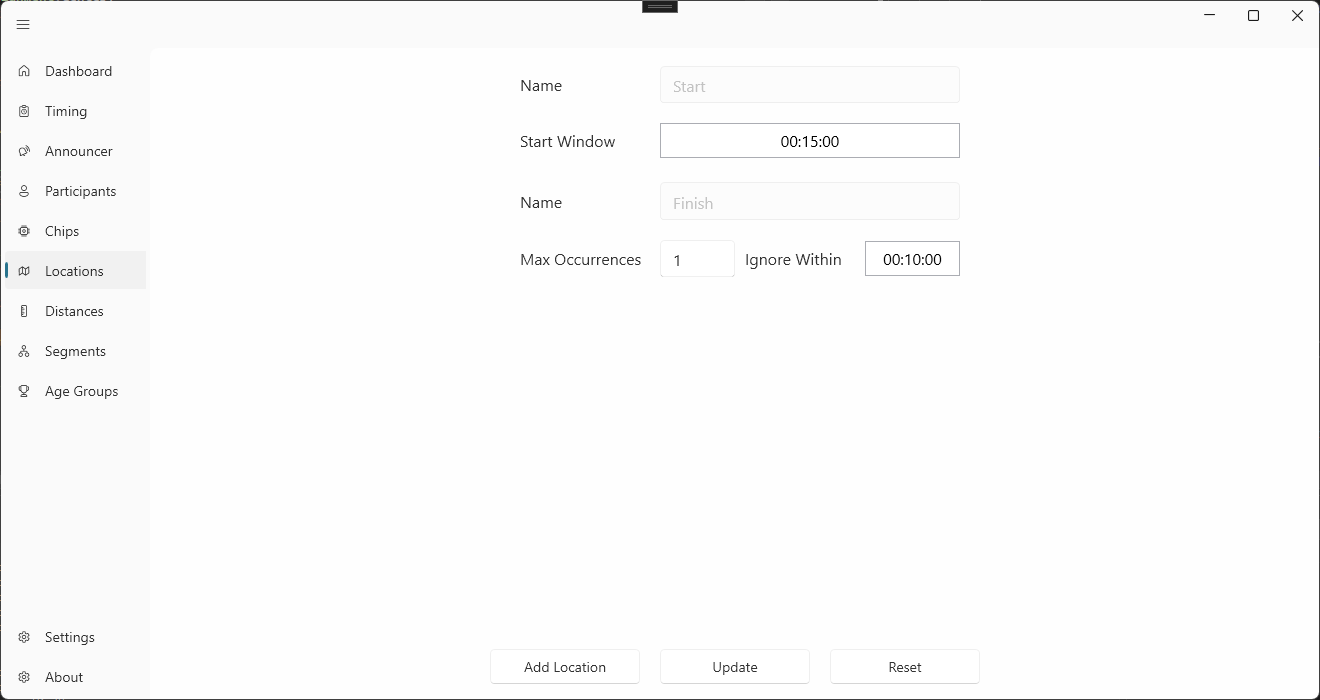 Dashboard
Timing
Announcer
Participants
Chips
Locations
Distances
Segments
Age Groups
Settings
About
Name Start
Start Window 00:15:00
Name Finish
Max Occurrences 1 Ignore Within 00:10:00
Add Location Update Reset